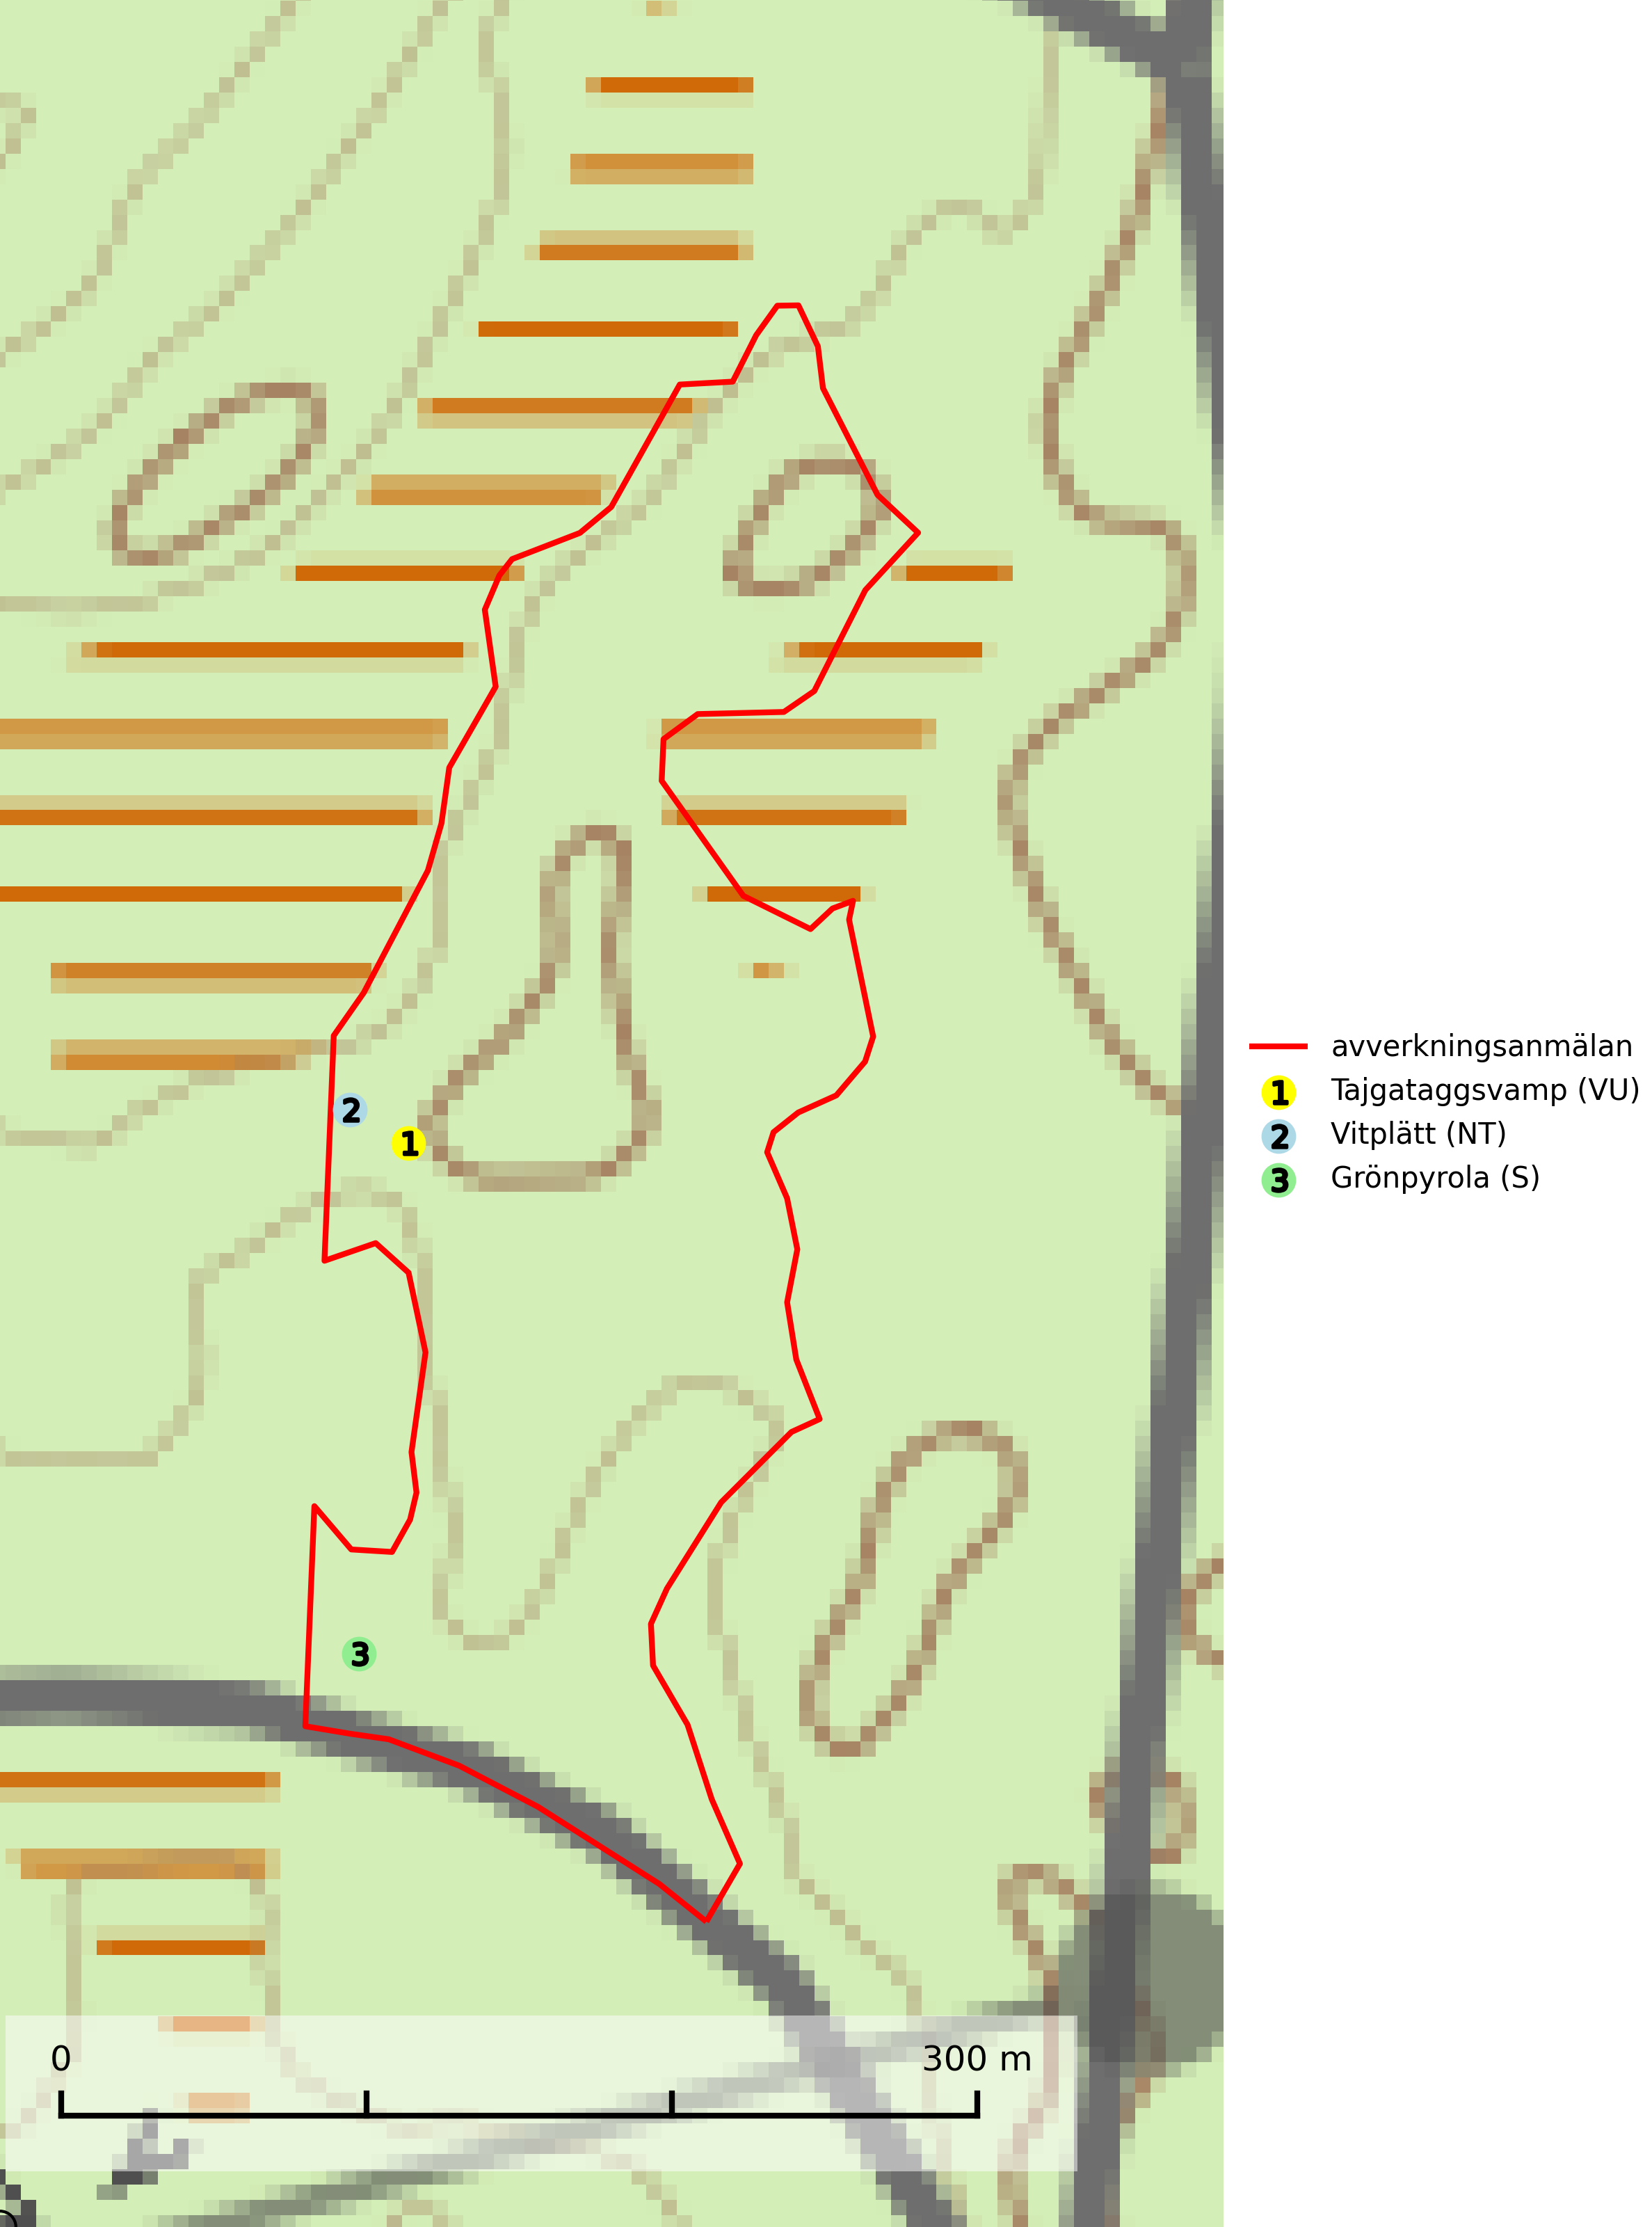 avverkningsanmälan
1 Tajgataggsvamp (VU)
2 Vitplätt (NT)
3 Grönpyrola (S)
2
1
3
0 300 m